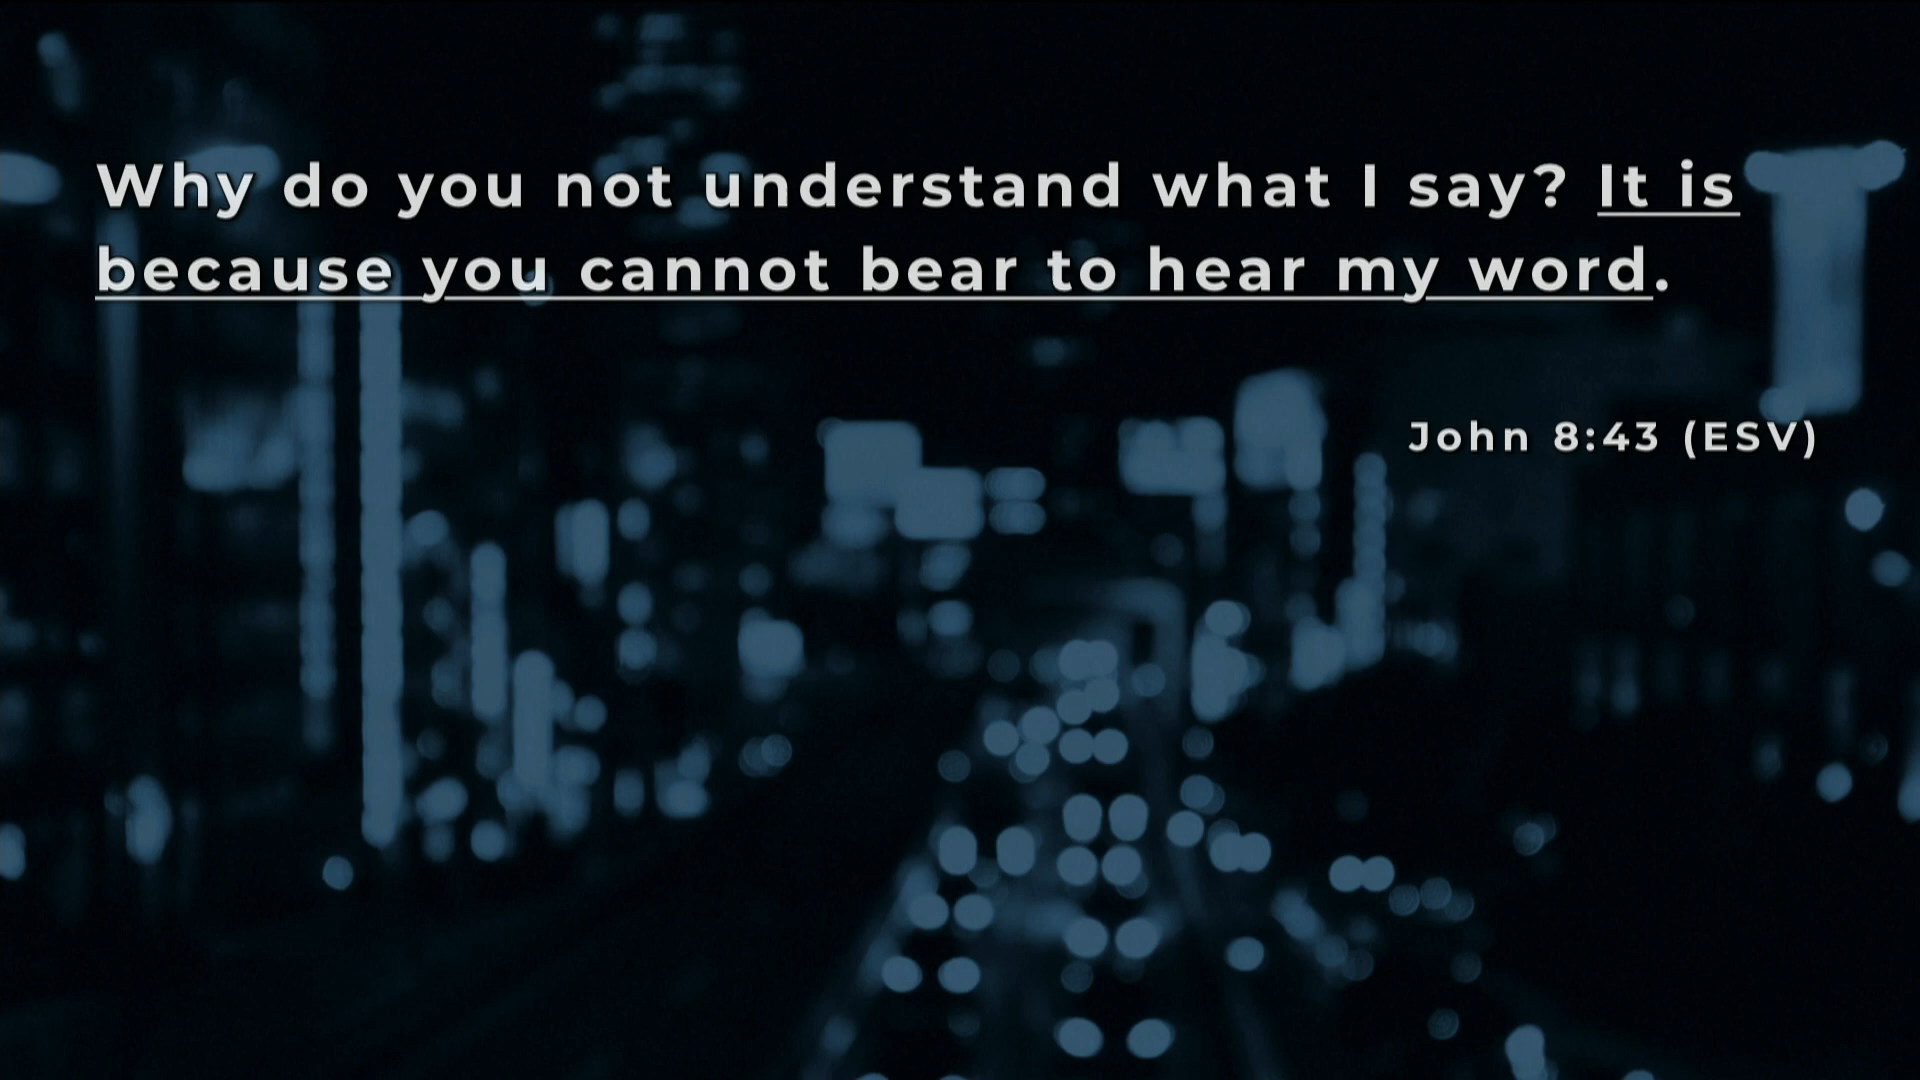 Why do you not understand what I say? It is
because you cannot bear to hear my word.
John 8:43 (ESV)